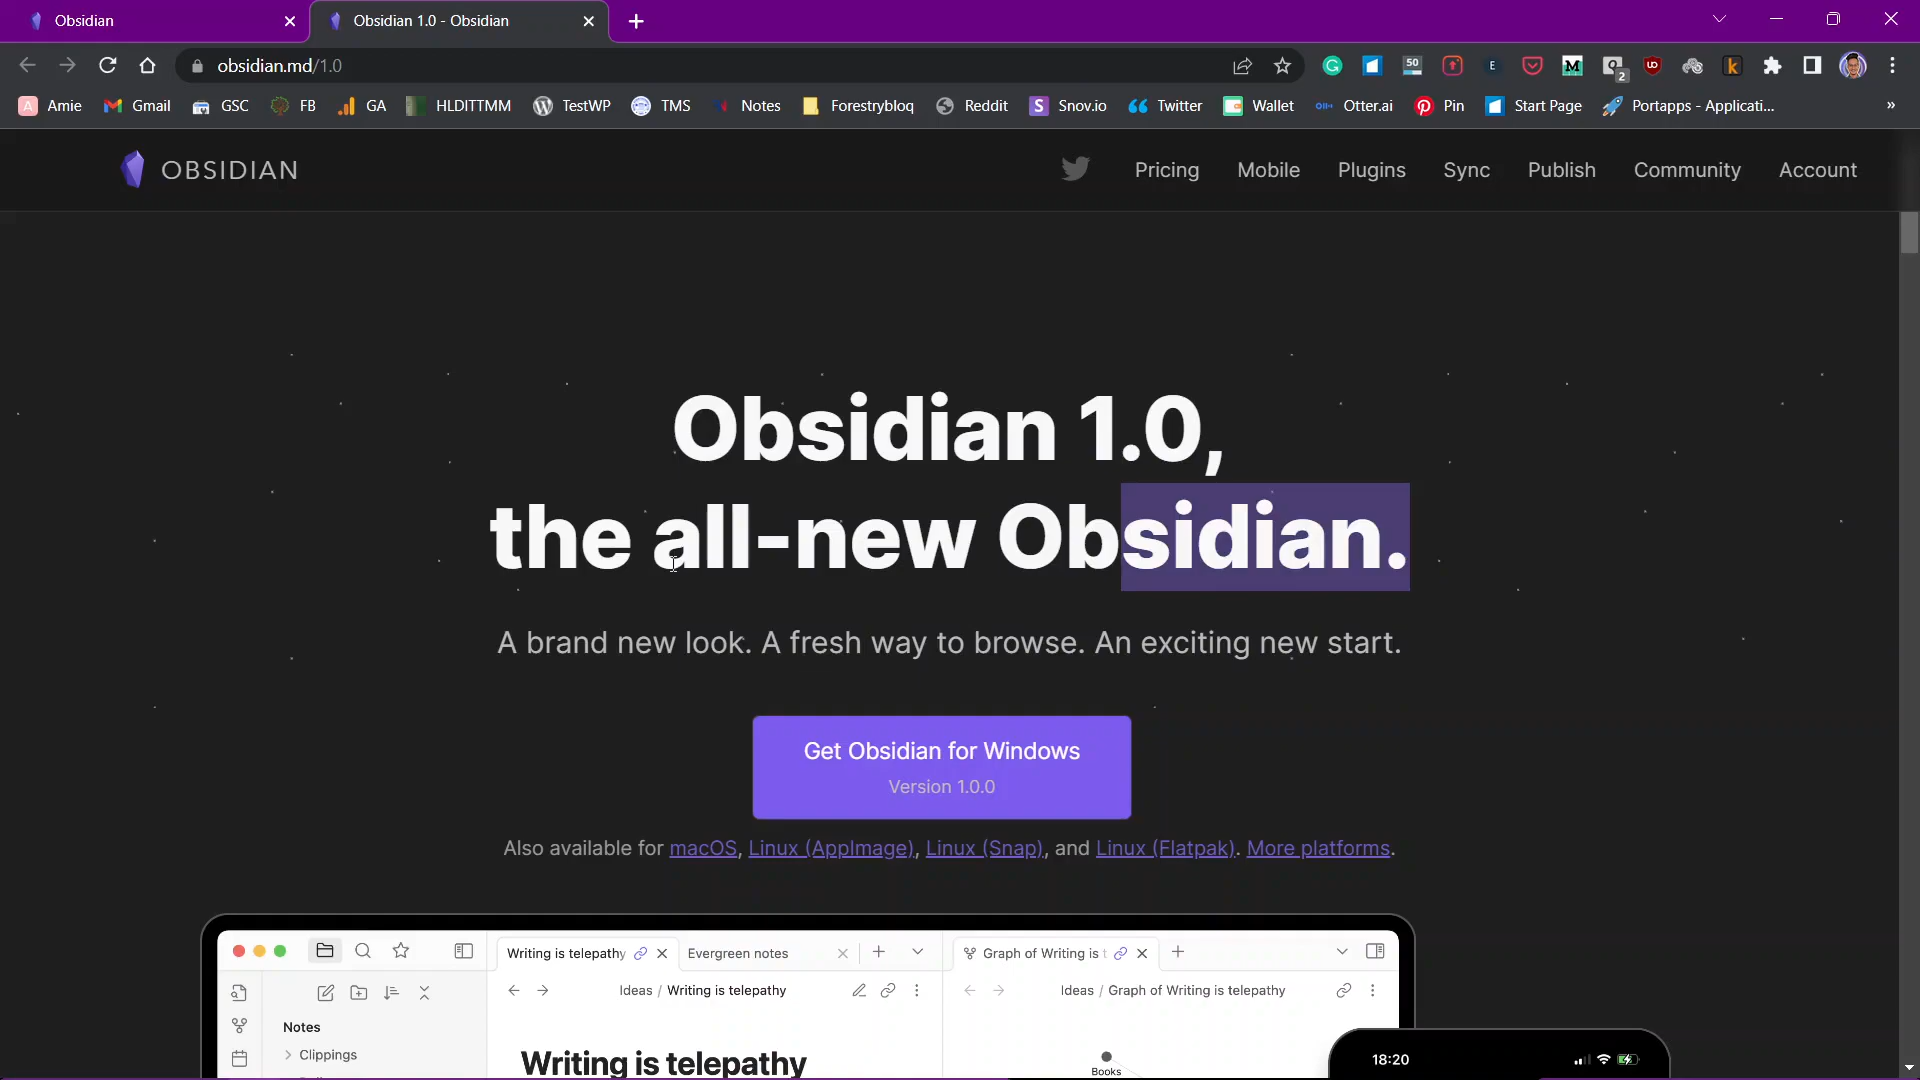 Obsidian
Obsidian 1.0 - Obsidian
obsidian.md/1.0
50
E
2
Amie
Gmail
GSC
FB
GA
HLDITTMM
TestWP
TMS
Notes
Forestryblog
Reddit
Snov.io
Twitter
Wallet
Otter.ai
Pin
Start Page
Portapps - Applicati...
OBSIDIAN
Pricing
Mobile
Plugins
Sync
Publish
Community
Account
Obsidian 1.0,
the all-new Obsidian.
A brand new look. A fresh way to browse. An exciting new start.
Get Obsidian for Windows
Version 1.0.0
Also available for macOS, Linux (AppImage), Linux (Snap), and Linux (Flatpak). More platforms.
Writing is telepathy
Evergreen notes
Graph of Writing is t
Ideas / Writing is telepathy
Ideas / Graph of Writing is telepathy
Notes
Clippings
Writing is telepathy
Books
18:20